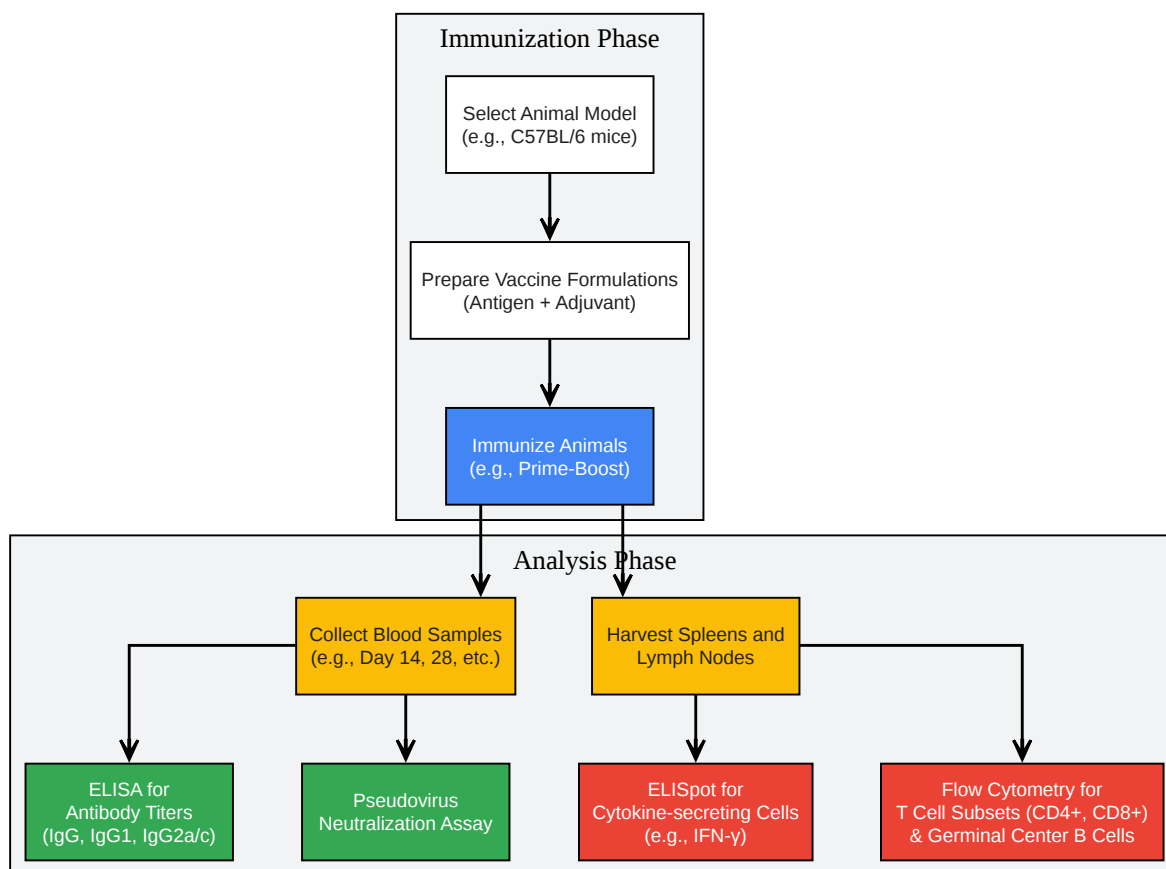 Immunization Phase
Select Animal Model
(e.g., C57BL/6 mice)
Prepare Vaccine Formulations
(Antigen + Adjuvant)
Immunize Animals
(e.g., Prime-Boost)
Analysis Phase
Collect Blood Samples
(e.g., Day 14, 28, etc.)
Harvest Spleens and
Lymph Nodes
ELISA for
Antibody Titers
(IgG, IgG1, IgG2a/c)
Pseudovirus
Neutralization Assay
ELISpot for
Cytokine-secreting Cells
(e.g., IFN-γ)
Flow Cytometry for
T Cell Subsets (CD4+, CD8+)
& Germinal Center B Cells